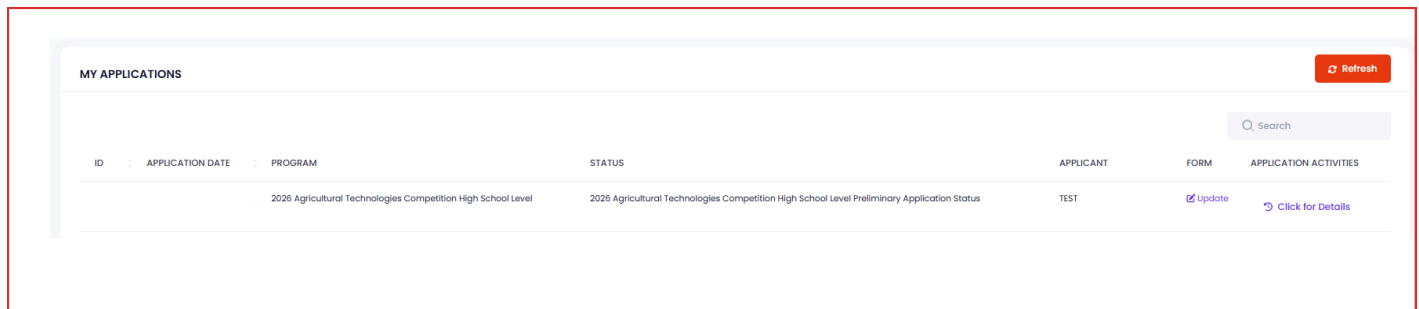 MY APPLICATIONS
Refresh
Search
ID APPLICATION DATE PROGRAM STATUS APPLICANT FORM APPLICATION ACTIVITIES
2026 Agricultural Technologies Competition High School Level 2026 Agricultural Technologies Competition High School Level Preliminary Application Status TEST Update Click for Details